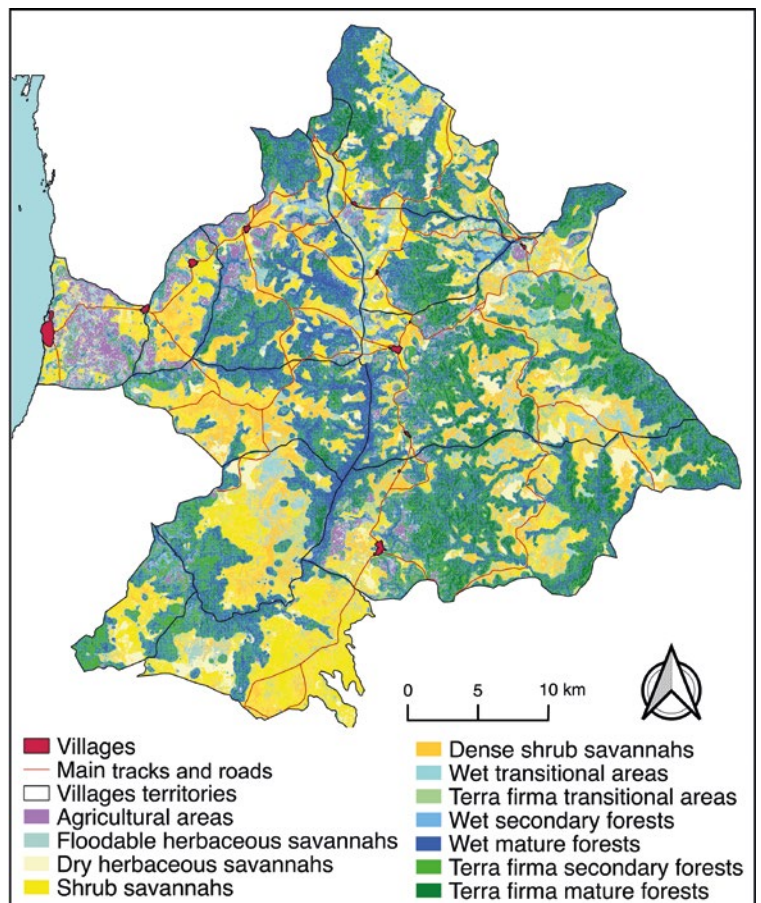 0 5 10 km
Villages
Main tracks and roads
Villages territories
Agricultural areas
Floodable herbaceous savannahs
Dry herbaceous savannahs
Shrub savannahs
Dense shrub savannahs
Wet transitional areas
Terra firma transitional areas
Wet secondary forests
Wet mature forests
Terra firma secondary forests
Terra firma mature forests